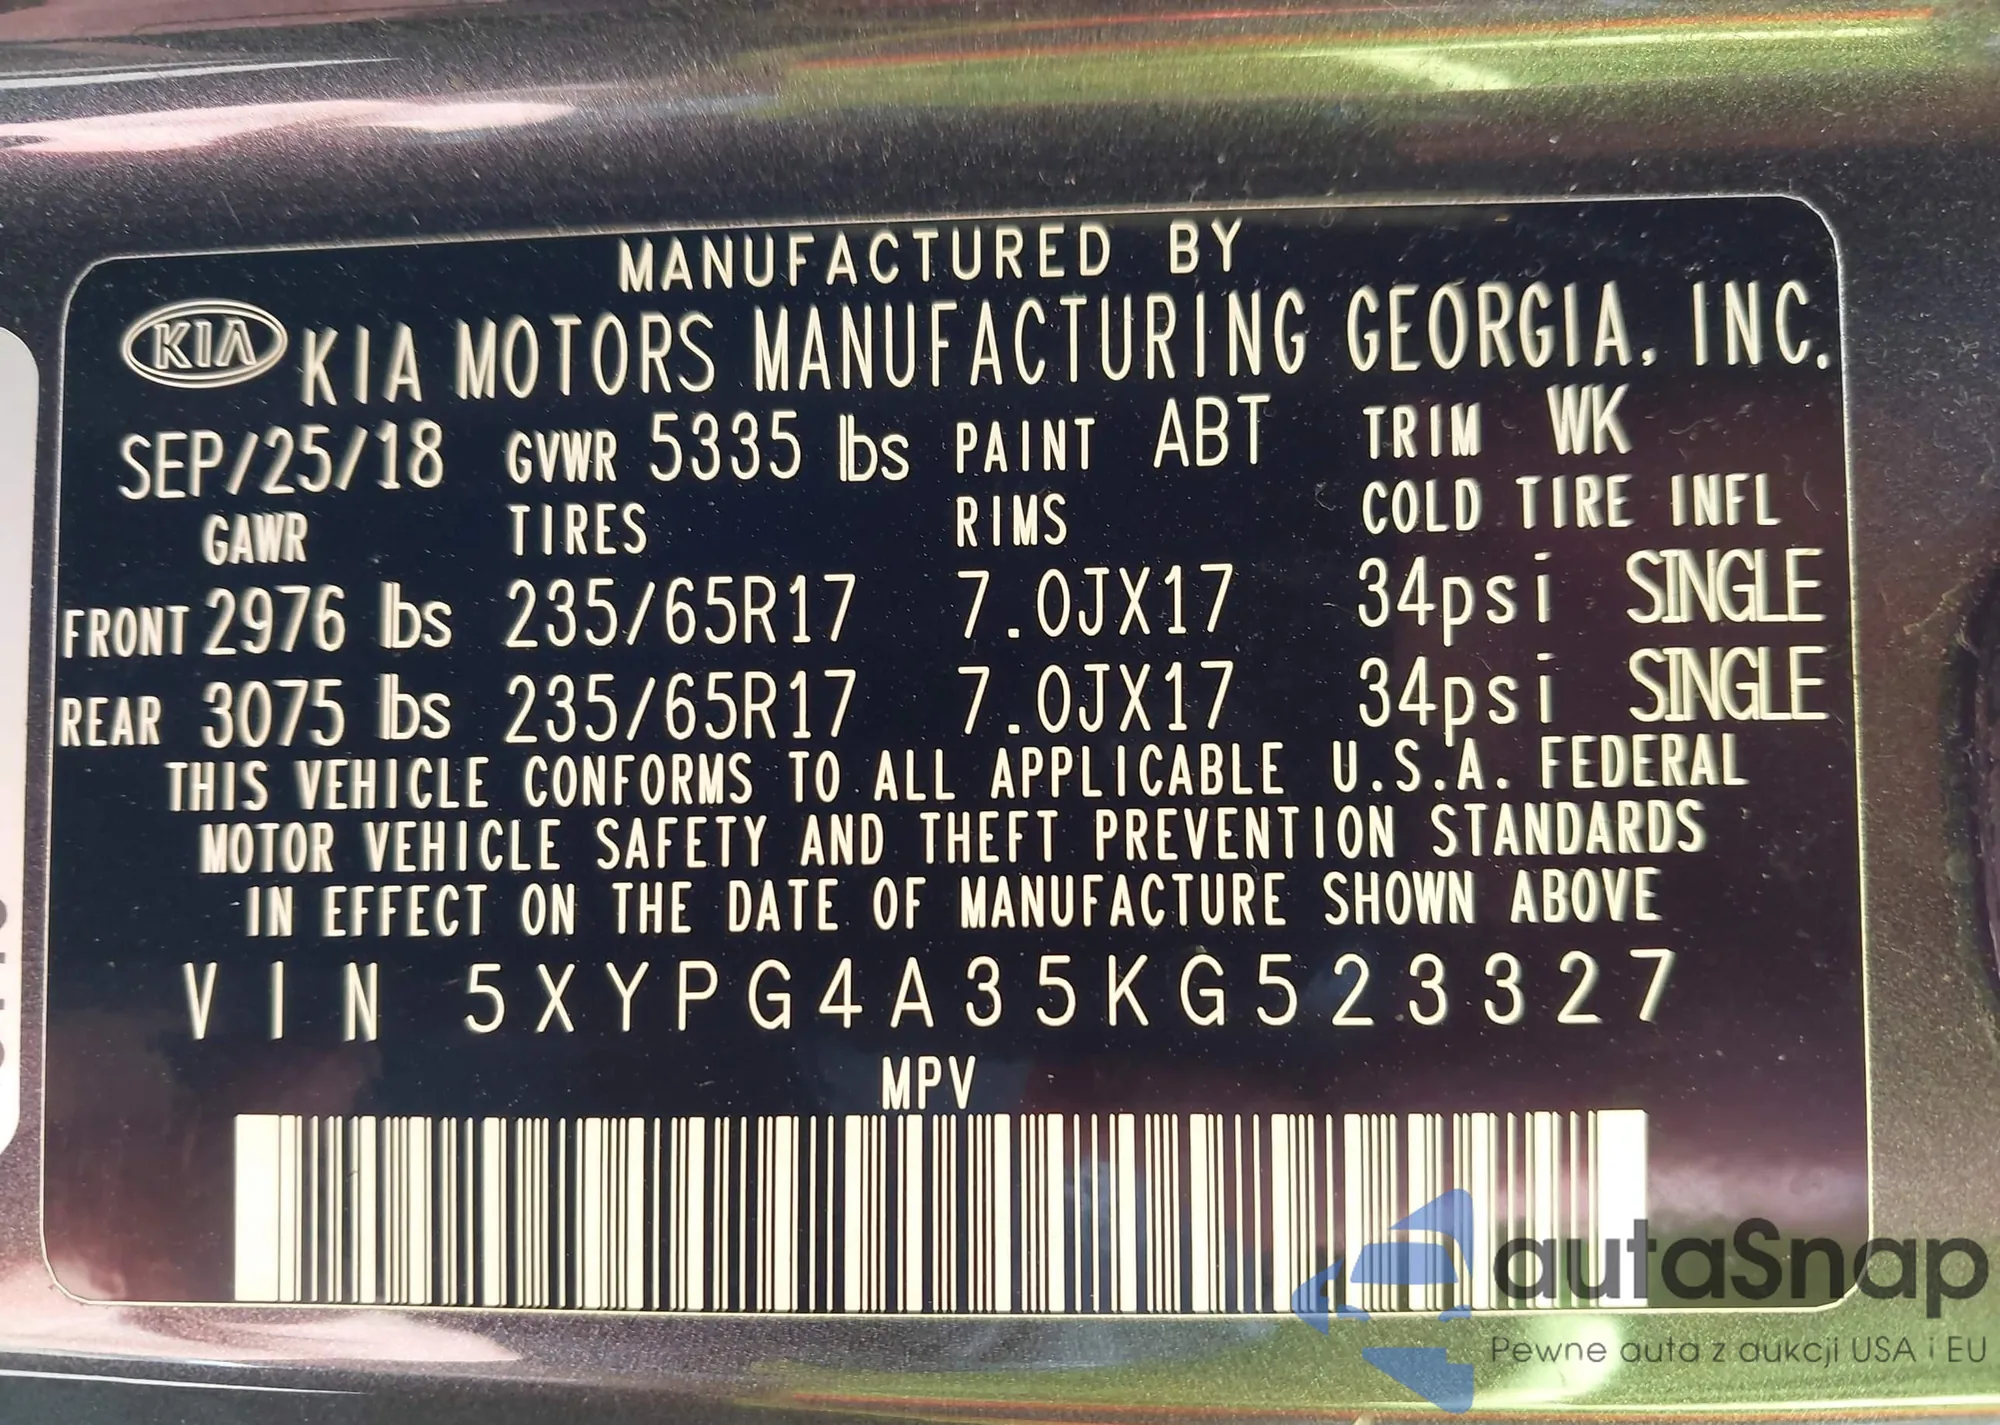 MANUFACTURED BY
KIA KIA MOTORS MANUFACTURING GEORGIA, INC.
SEP/25/18 GVWR 5335 lbs PAINT ABT TRIM WK
GAWR TIRES RIMS COLD TIRE INFL
FRONT 2976 lbs 235/65R17 7.0JX17 34psi SINGLE
REAR 3075 lbs 235/65R17 7.0JX17 34psi SINGLE
THIS VEHICLE CONFORMS TO ALL APPLICABLE U.S.A. FEDERAL
MOTOR VEHICLE SAFETY AND THEFT PREVENTION STANDARDS
IN EFFECT ON THE DATE OF MANUFACTURE SHOWN ABOVE
VIN 5XYPG4A35KG523327
MPV
autaSnap
Pewne auta z aukcji USA i EU